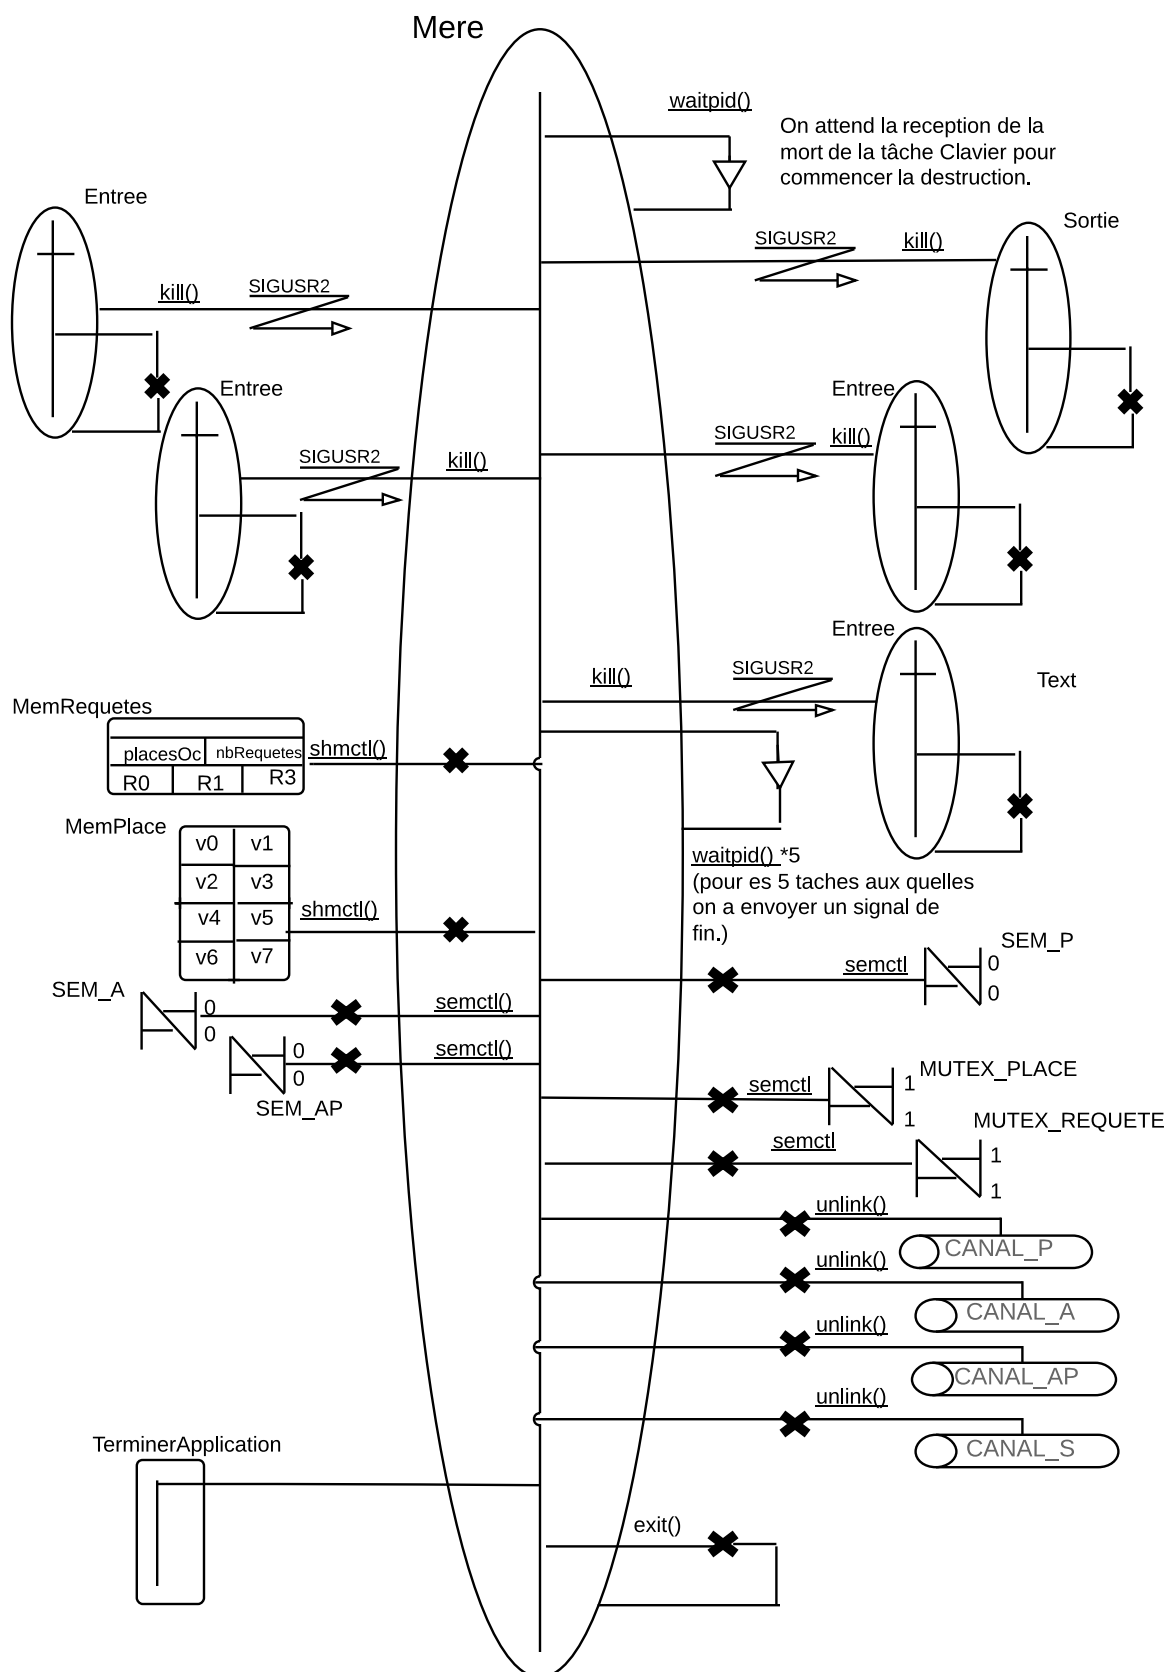 Mere
waitpid()
On attend la reception de la
mort de la tâche Clavier pour
commencer la destruction.
Entree
Sortie
SIGUSR2
kill()
kill()
SIGUSR2
Entree
Entree
SIGUSR2
kill()
SIGUSR2
kill()
Entree
kill()
SIGUSR2
Text
MemRequetes
placesOc
nbRequetes
shmctl()
R0
R1
R3
MemPlace
v0
v1
v2
v3
v4
v5
v6
v7
shmctl()
waitpid() *5
(pour es 5 taches aux quelles
on a envoyer un signal de
fin.)
SEM_P
semctl
0
0
SEM_A
0
0
semctl()
0
0
semctl()
SEM_AP
MUTEX_PLACE
semctl
1
1
MUTEX_REQUETE
semctl
1
1
unlink()
CANAL_P
unlink()
CANAL_A
unlink()
CANAL_AP
unlink()
CANAL_S
TerminerApplication
exit()